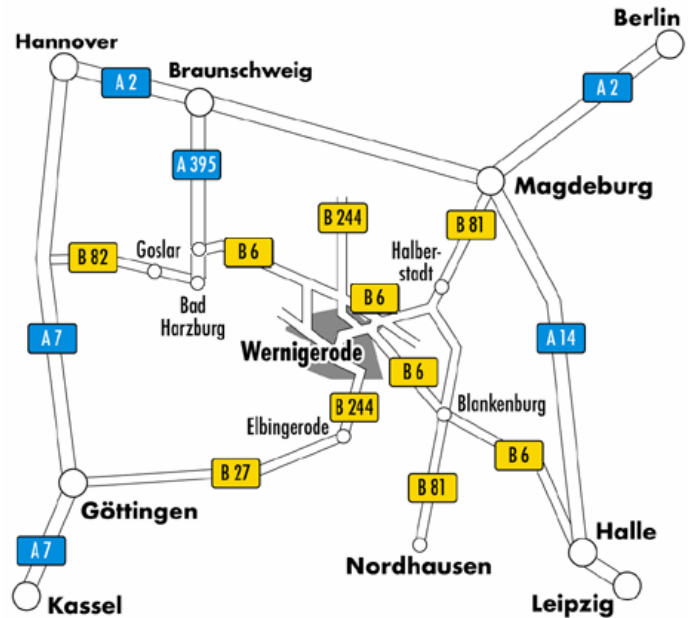 Berlin
Hannover
Braunschweig
A 2
A 2
A 395
Magdeburg
B 244
B 81
Goslar
B 6
Halber-
stadt
B 82
Bad
Harzburg
B 6
A 7
A 14
Wernigerode
B 6
B 244
Blankenburg
Elbingerode
B 6
B 27
B 81
Göttingen
Halle
A 7
Nordhausen
Kassel
Leipzig